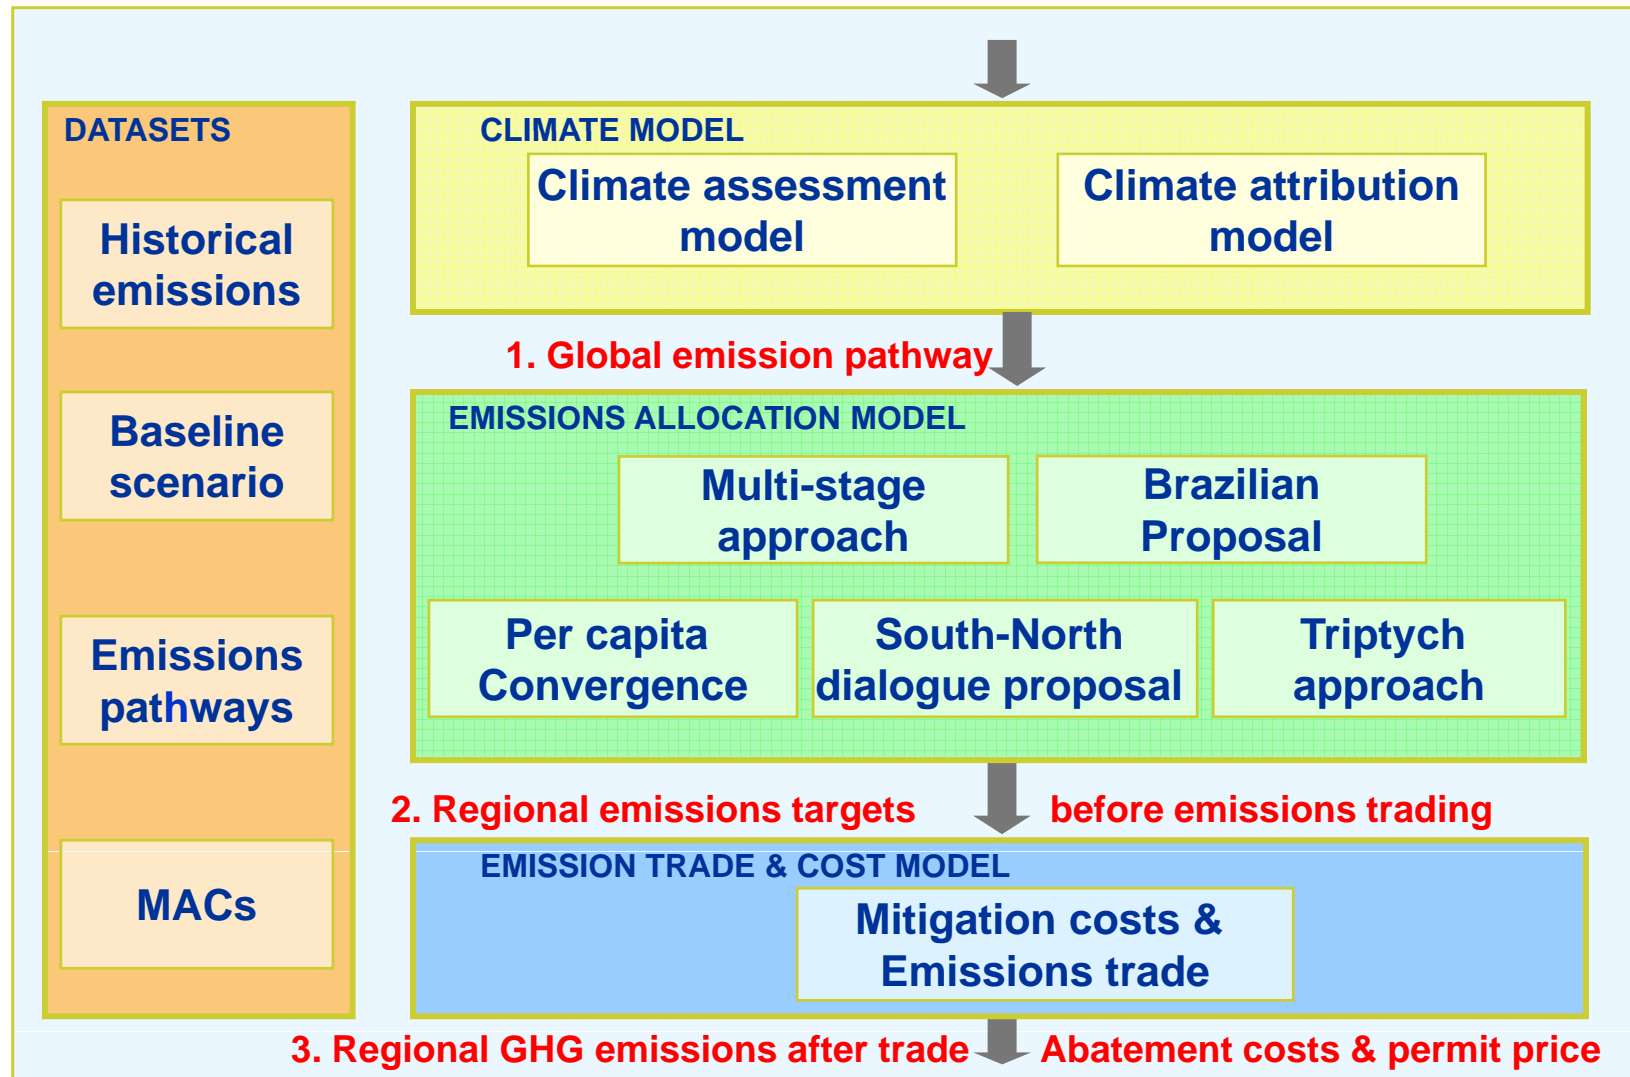 DATASETS
Historical
emissions
Baseline
scenario
Emissions
pathways
MACs
CLIMATE MODEL
Climate assessment
model
Climate attribution
model
1. Global emission pathway
EMISSIONS ALLOCATION MODEL
Multi-stage
approach
Brazilian
Proposal
Per capita
Convergence
South-North
dialogue proposal
Triptych
approach
2. Regional emissions targets before emissions trading
EMISSION TRADE & COST MODEL
Mitigation costs &
Emissions trade
3. Regional GHG emissions after trade Abatement costs & permit price